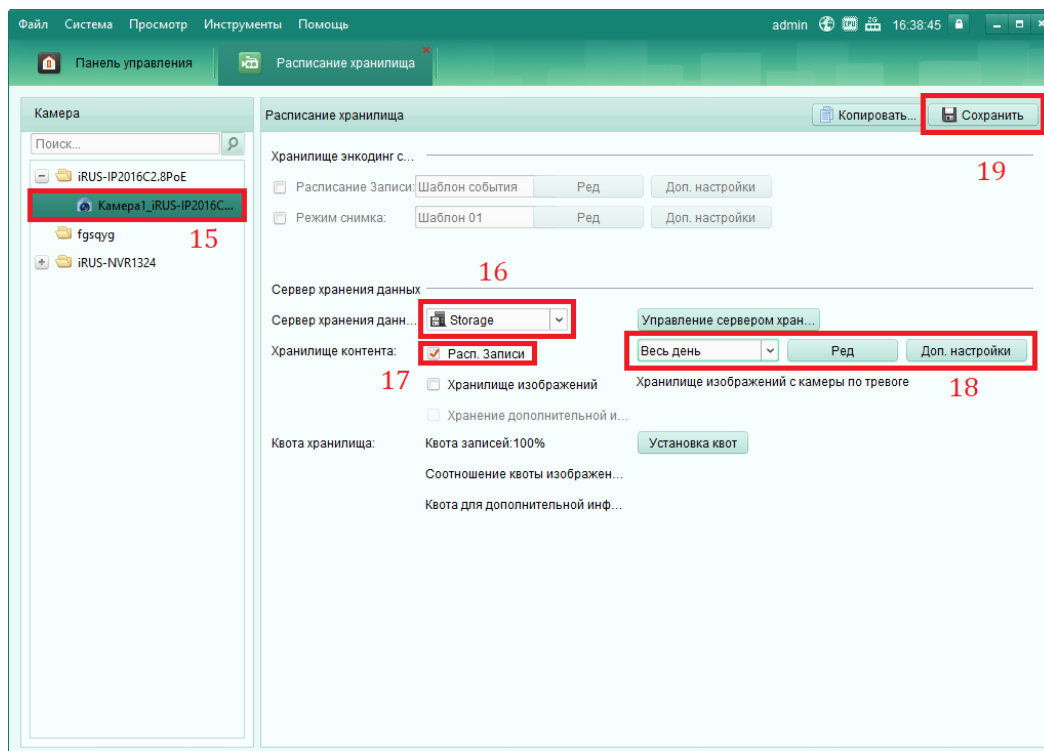 Файл Система Просмотр Инструменты Помощь admin CPU 2G 16:38:45
Панель управления Расписание хранилища
Камера
Поиск...
iRUS-IP2016C2.8PoE
Камера1_iRUS-IP2016C...
15
fgsqyg
iRUS-NVR1324
Расписание хранилища Копировать... Сохранить
19
Хранилище энкодинг с...
Расписание Записи: Шаблон события Ред Доп. настройки
Режим снимка: Шаблон 01 Ред Доп. настройки
16
Сервер хранения данных
Сервер хранения данн... Storage Управление сервером хран...
Хранилище контента: Расп. Записи Весь день Ред Доп. настройки
17
18
Хранилище изображений Хранилище изображений с камеры по тревоге
Хранение дополнительной и...
Квота хранилища: Квота записей:100% Установка квот
Соотношение квоты изображен...
Квота для дополнительной инф...